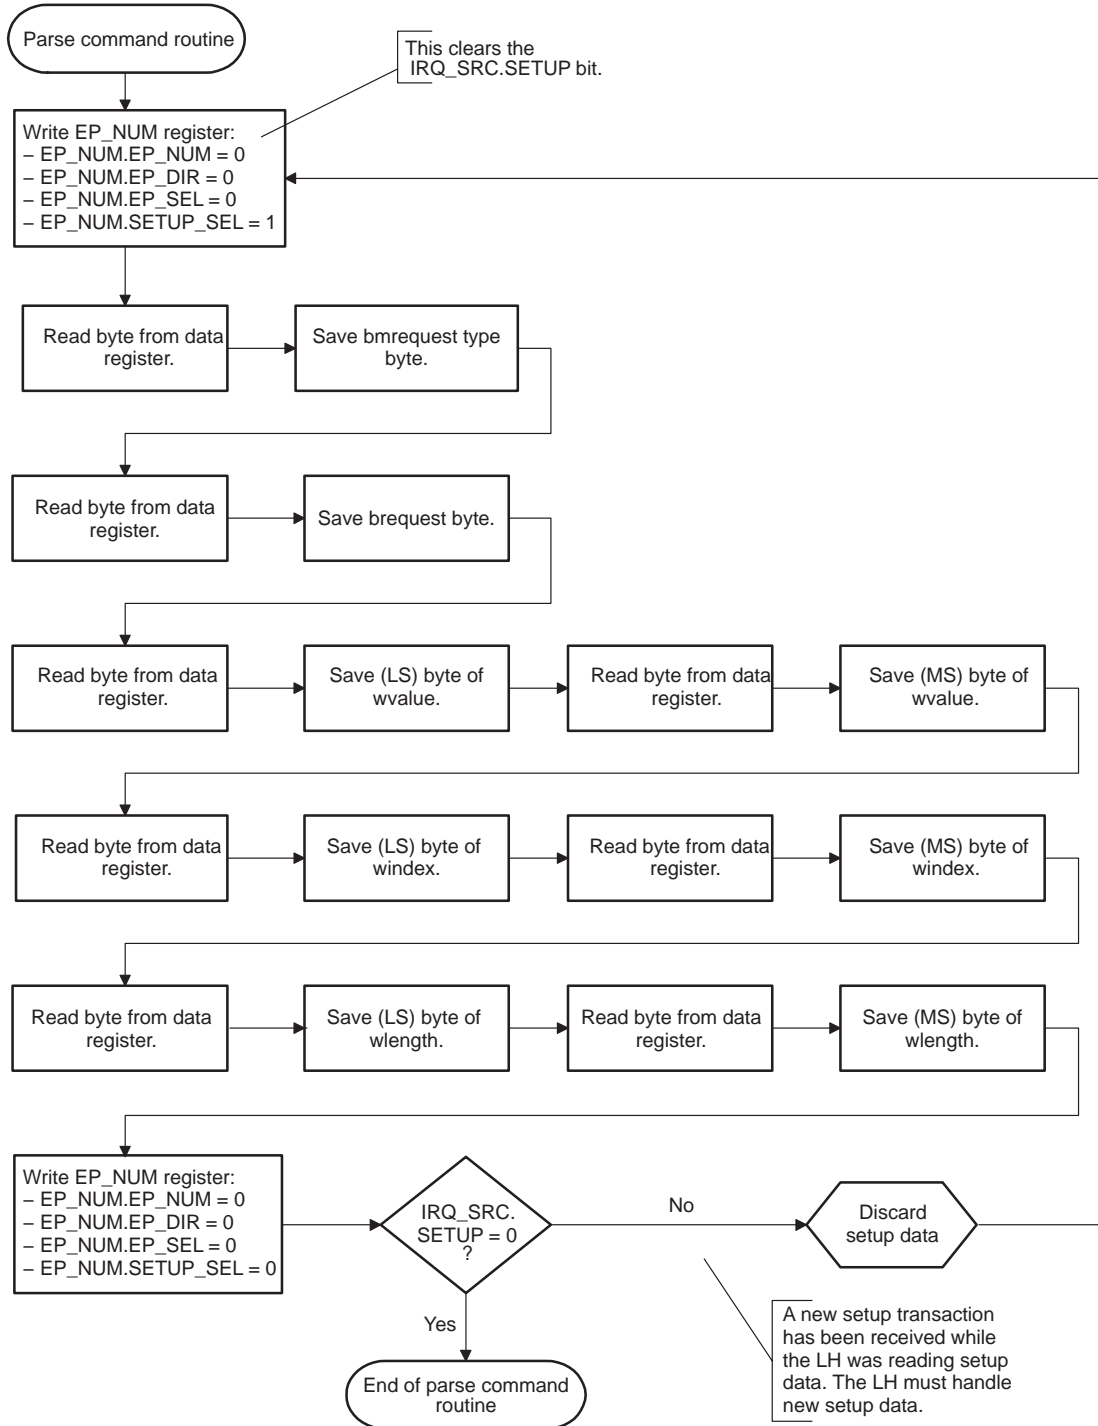 Parse command routine
This clears the
IRQ_SRC.SETUP bit.
Write EP_NUM register:
– EP_NUM.EP_NUM = 0
– EP_NUM.EP_DIR = 0
– EP_NUM.EP_SEL = 0
– EP_NUM.SETUP_SEL = 1
Read byte from data
register.
Save bmrequest type
byte.
Read byte from data
register.
Save brequest byte.
Read byte from data
register.
Save (LS) byte of
wvalue.
Read byte from data
register.
Save (MS) byte of
wvalue.
Read byte from data
register.
Save (LS) byte of
windex.
Read byte from data
register.
Save (MS) byte of
windex.
Read byte from data
register.
Save (LS) byte of
wlength.
Read byte from data
register.
Save (MS) byte of
wlength.
Write EP_NUM register:
– EP_NUM.EP_NUM = 0
– EP_NUM.EP_DIR = 0
– EP_NUM.EP_SEL = 0
– EP_NUM.SETUP_SEL = 0
IRQ_SRC.
SETUP = 0
?
No
Discard
setup data
Yes
A new setup transaction
has been received while
the LH was reading setup
data. The LH must handle
new setup data.
End of parse command
routine